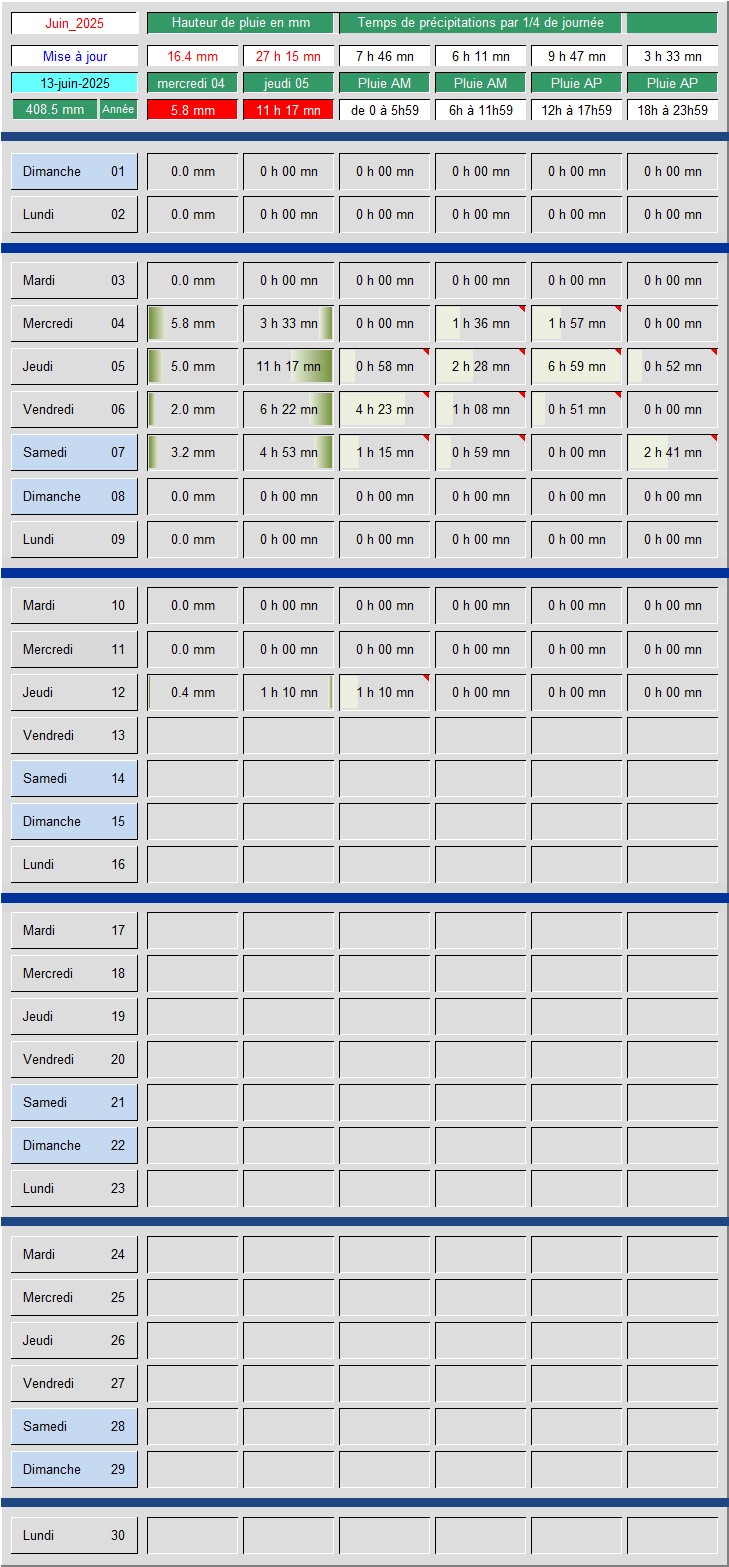 Juin_2025 Hauteur de pluie en mm Temps de précipitations par 1/4 de journée
Mise à jour 16.4 mm 27 h 15 mn 7 h 46 mn 6 h 11 mn 9 h 47 mn 3 h 33 mn
13-juin-2025 mercredi 04 jeudi 05 Pluie AM Pluie AM Pluie AP Pluie AP
408.5 mm Année 5.8 mm 11 h 17 mn de 0 à 5h59 6h à 11h59 12h à 17h59 18h à 23h59
Dimanche 01 0.0 mm 0 h 00 mn 0 h 00 mn 0 h 00 mn 0 h 00 mn 0 h 00 mn
Lundi 02 0.0 mm 0 h 00 mn 0 h 00 mn 0 h 00 mn 0 h 00 mn 0 h 00 mn
Mardi 03 0.0 mm 0 h 00 mn 0 h 00 mn 0 h 00 mn 0 h 00 mn 0 h 00 mn
Mercredi 04 5.8 mm 3 h 33 mn 0 h 00 mn 1 h 36 mn 1 h 57 mn 0 h 00 mn
Jeudi 05 5.0 mm 11 h 17 mn 0 h 58 mn 2 h 28 mn 6 h 59 mn 0 h 52 mn
Vendredi 06 2.0 mm 6 h 22 mn 4 h 23 mn 1 h 08 mn 0 h 51 mn 0 h 00 mn
Samedi 07 3.2 mm 4 h 53 mn 1 h 15 mn 0 h 59 mn 0 h 00 mn 2 h 41 mn
Dimanche 08 0.0 mm 0 h 00 mn 0 h 00 mn 0 h 00 mn 0 h 00 mn 0 h 00 mn
Lundi 09 0.0 mm 0 h 00 mn 0 h 00 mn 0 h 00 mn 0 h 00 mn 0 h 00 mn
Mardi 10 0.0 mm 0 h 00 mn 0 h 00 mn 0 h 00 mn 0 h 00 mn 0 h 00 mn
Mercredi 11 0.0 mm 0 h 00 mn 0 h 00 mn 0 h 00 mn 0 h 00 mn 0 h 00 mn
Jeudi 12 0.4 mm 1 h 10 mn 1 h 10 mn 0 h 00 mn 0 h 00 mn 0 h 00 mn
Vendredi 13
Samedi 14
Dimanche 15
Lundi 16
Mardi 17
Mercredi 18
Jeudi 19
Vendredi 20
Samedi 21
Dimanche 22
Lundi 23
Mardi 24
Mercredi 25
Jeudi 26
Vendredi 27
Samedi 28
Dimanche 29
Lundi 30